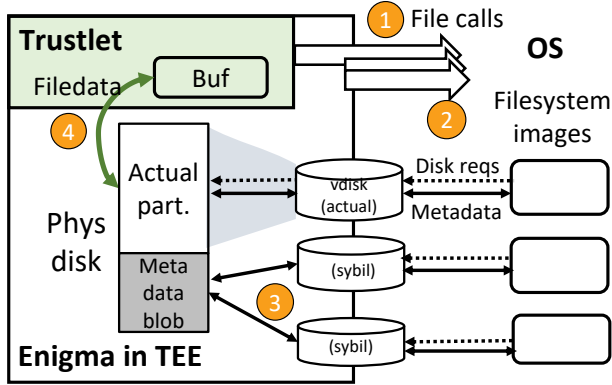 Trustlet
Filedata
Buf
1
File calls
2
OS
Filesystem
images
4
Actual
part.
Phys
disk
Meta
data
blob
vdisk
(actual)
Disk reqs
Metadata
(sybil)
3
(sybil)
Enigma in TEE